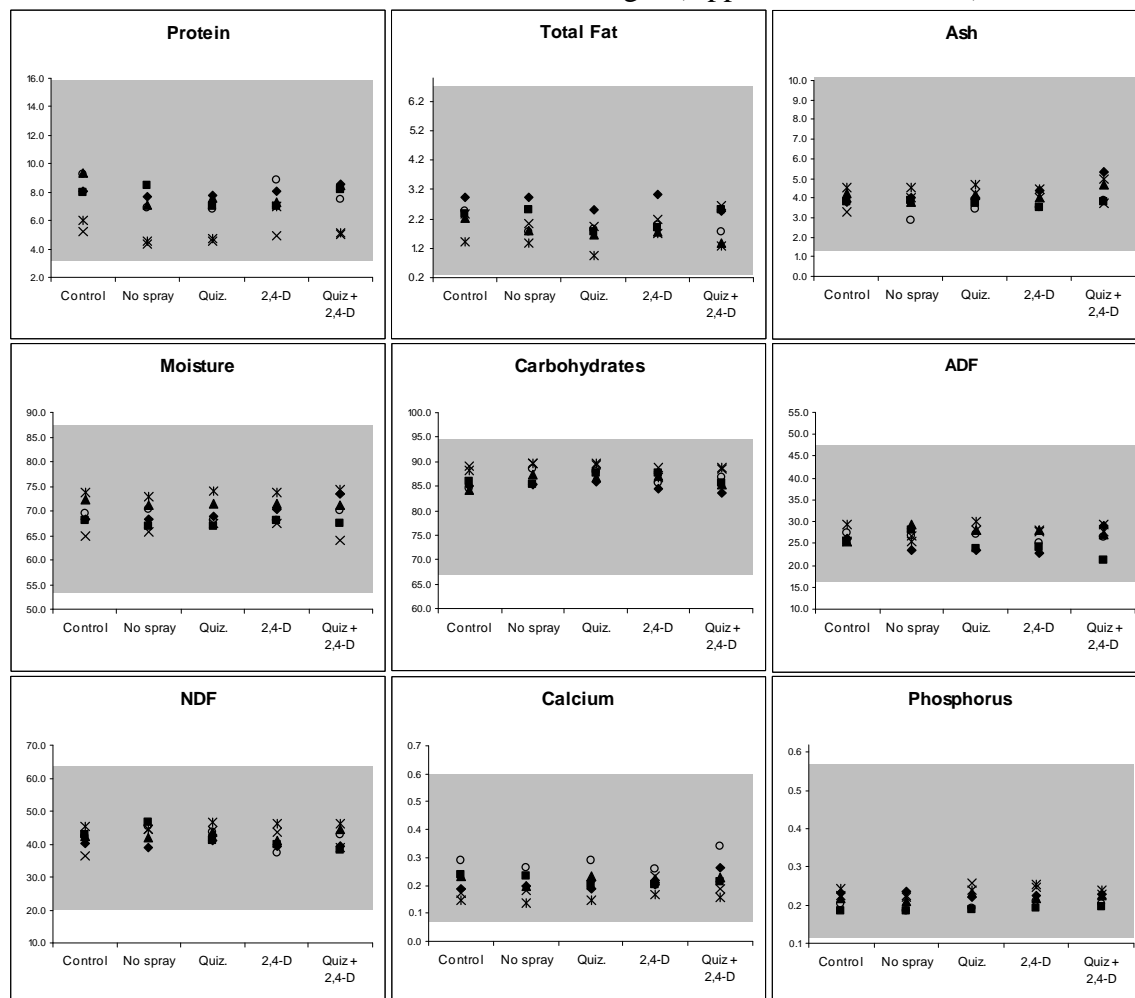 Protein
16.0
14.0
12.0
10.0
8.0
6.0
4.0
2.0
Control No spray Quiz. 2,4-D Quiz +
2,4-D
Total Fat
6.2
5.2
4.2
3.2
2.2
1.2
0.2
Control No spray Quiz. 2,4-D Quiz +
2,4-D
Ash
10.0
9.0
8.0
7.0
6.0
5.0
4.0
3.0
2.0
1.0
0.0
Control No spray Quiz. 2,4-D Quiz +
2,4-D
Moisture
90.0
85.0
80.0
75.0
70.0
65.0
60.0
55.0
50.0
Control No spray Quiz. 2,4-D Quiz +
2,4-D
Carbohydrates
100.0
95.0
90.0
85.0
80.0
75.0
70.0
65.0
60.0
Control No spray Quiz. 2,4-D Quiz +
2,4-D
ADF
55.0
50.0
45.0
40.0
35.0
30.0
25.0
20.0
15.0
10.0
Control No spray Quiz. 2,4-D Quiz +
2,4-D
NDF
70.0
60.0
50.0
40.0
30.0
20.0
10.0
Control No spray Quiz. 2,4-D Quiz +
2,4-D
Calcium
0.7
0.6
0.5
0.4
0.3
0.2
0.1
0.0
Control No spray Quiz. 2,4-D Quiz +
2,4-D
Phosphorus
0.6
0.5
0.4
0.3
0.2
0.1
Control No spray Quiz. 2,4-D Quiz +
2,4-D